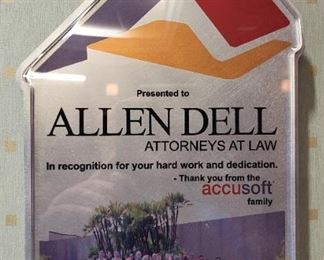 Presented to
ALLEN DELL
ATTORNEYS AT LAW
In recognition for your hard work and dedication.
- Thank you from the
accusoft
family